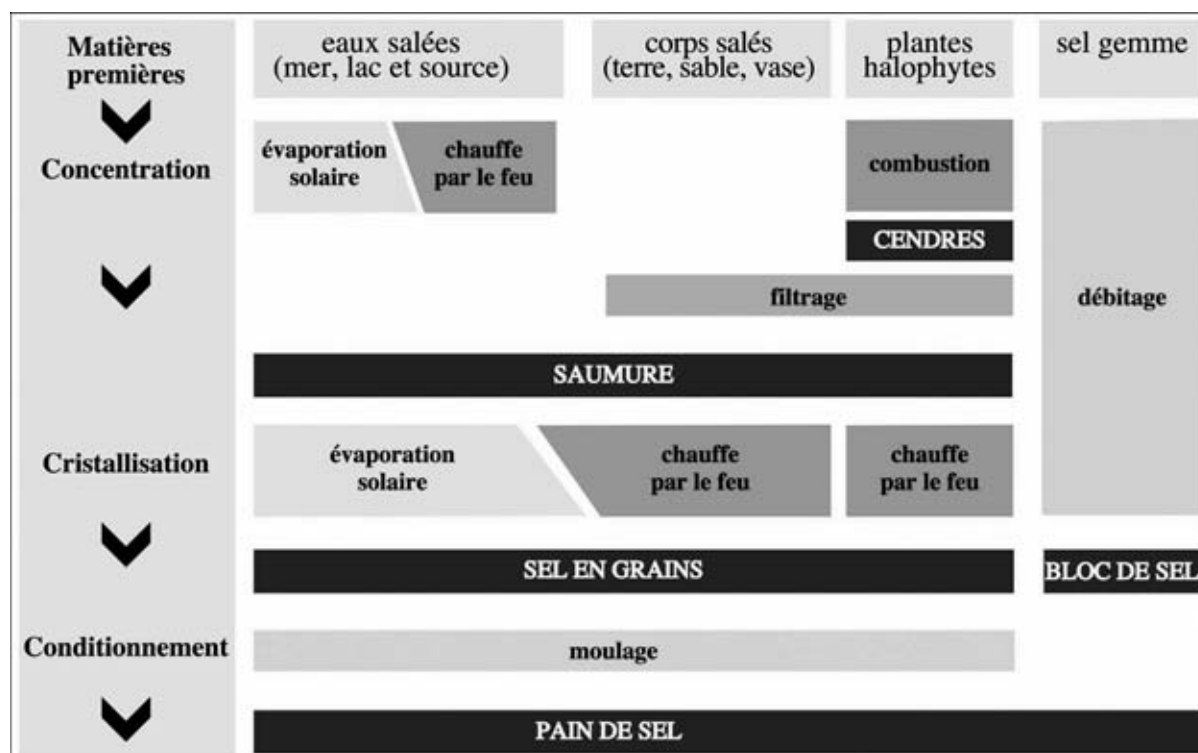 Matières
premières
eaux salées
(mer, lac et source)
corps salés
(terre, sable, vase)
plantes
halophytes
sel gemme
Concentration
évaporation
solaire
chauffe
par le feu
combustion
CENDRES
filtrage
débitage
SAUMURE
Cristallisation
évaporation
solaire
chauffe
par le feu
chauffe
par le feu
SEL EN GRAINS
BLOC DE SEL
Conditionnement
moulage
PAIN DE SEL